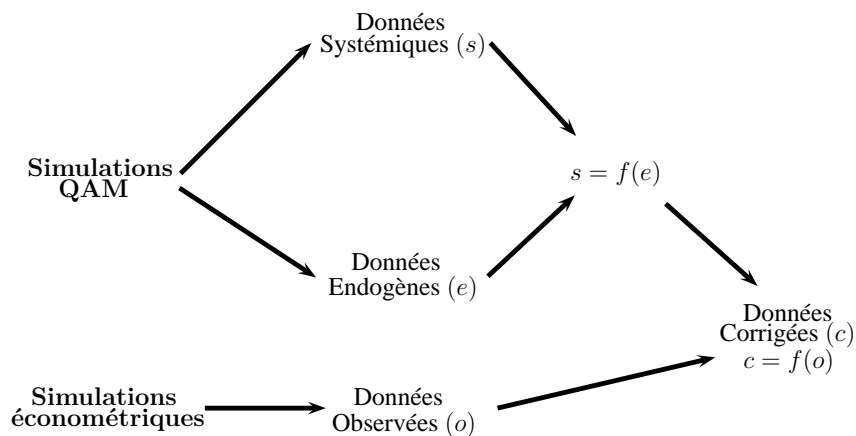 Données
Systémiques (s)
Simulations
QAM
s = f(e)
Données
Endogènes (e)
Données
Corrigées (c)
c = f(o)
Simulations
économétriques
Données
Observées (o)